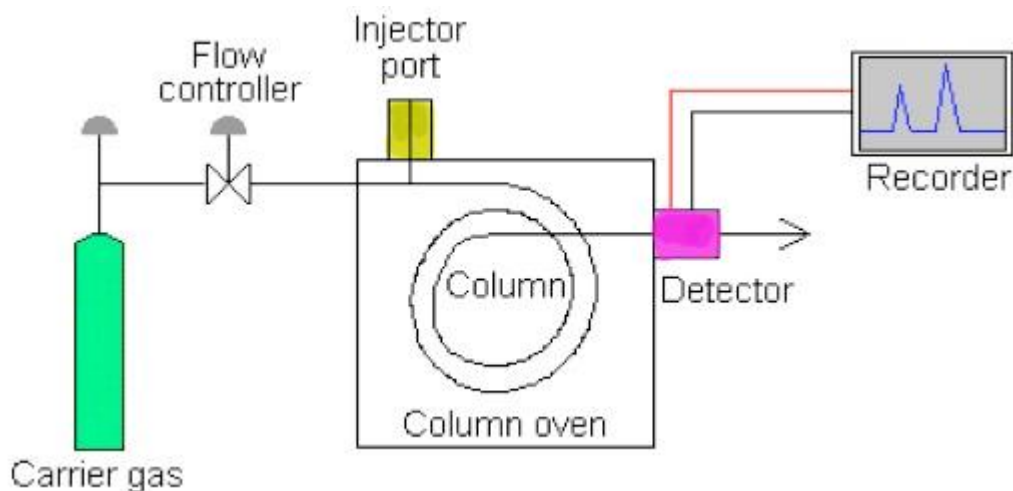 Injector
port
Flow
controller
Recorder
Column
Detector
Column oven
Carrier gas